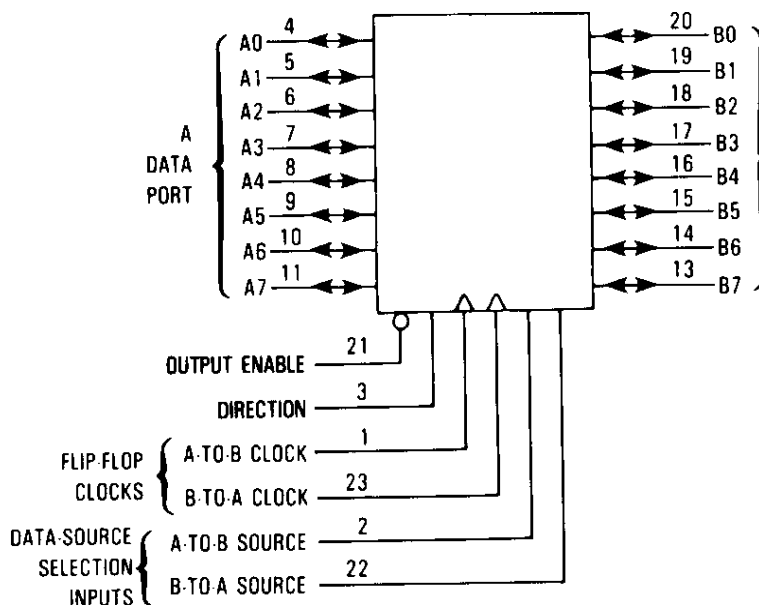 A0 4
A1 5
A2 6
A3 7
A4 8
A5 9
A6 10
A7 11
A
DATA
PORT
20 B0
19 B1
18 B2
17 B3
16 B4
15 B5
14 B6
13 B7
OUTPUT ENABLE 21
DIRECTION 3
FLIP-FLOP
CLOCKS
A-TO-B CLOCK 1
B-TO-A CLOCK 23
DATA-SOURCE
SELECTION
INPUTS
A-TO-B SOURCE 2
B-TO-A SOURCE 22